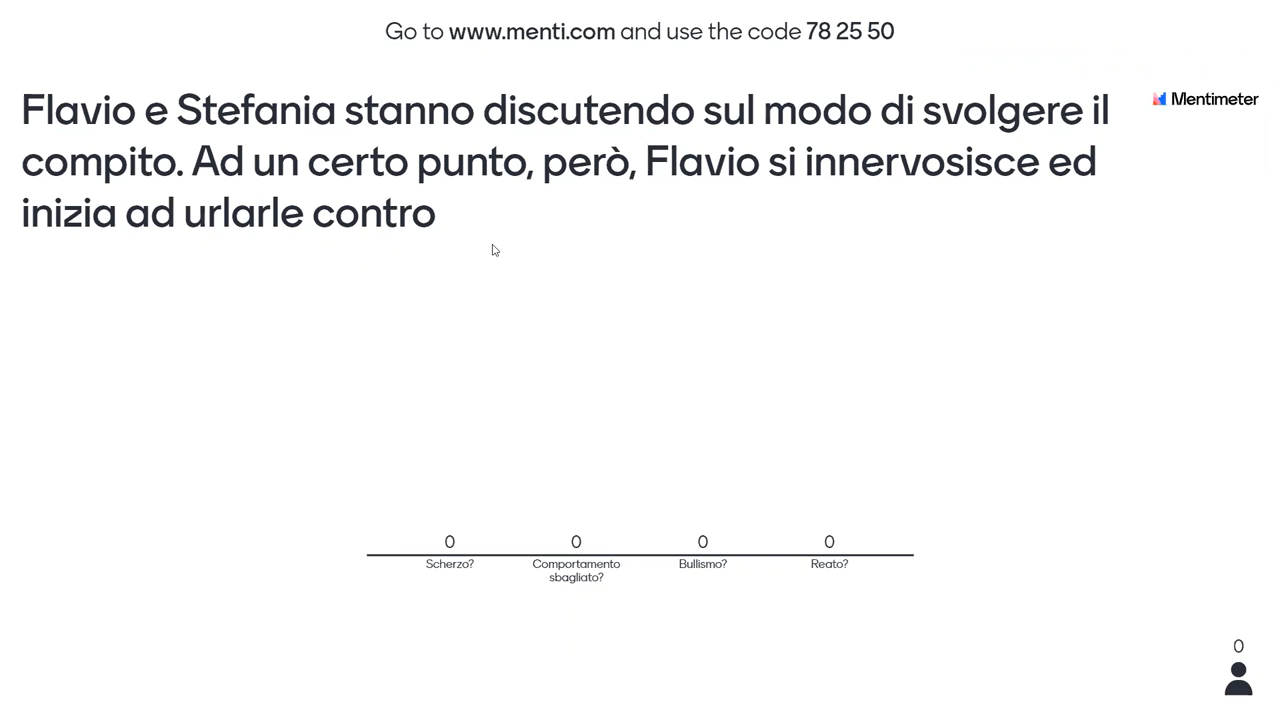 Go to www.menti.com and use the code 78 25 50
Flavio e Stefania stanno discutendo sul modo di svolgere il
compito. Ad un certo punto, però, Flavio si innervosisce ed
inizia ad urlarle contro
Mentimeter
0 0 0 0
Scherzo? Comportamento sbagliato? Bullismo? Reato?
0